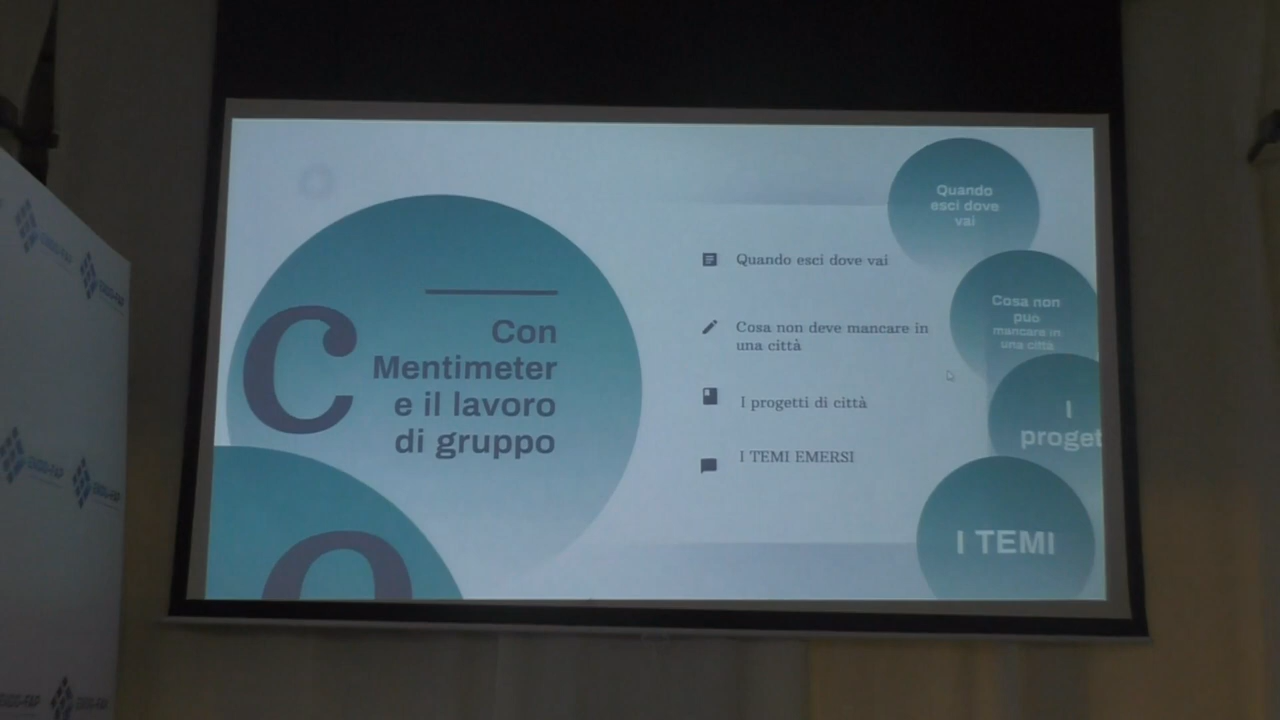 C
Con
Mentimeter
e il lavoro
di gruppo
o
Quando esci dove vai
Cosa non deve mancare in
una città
I progetti di città
I TEMI EMERSI
Quando
esci dove
vai
Cosa non
può
mancare in
una città
I
proget
I TEMI